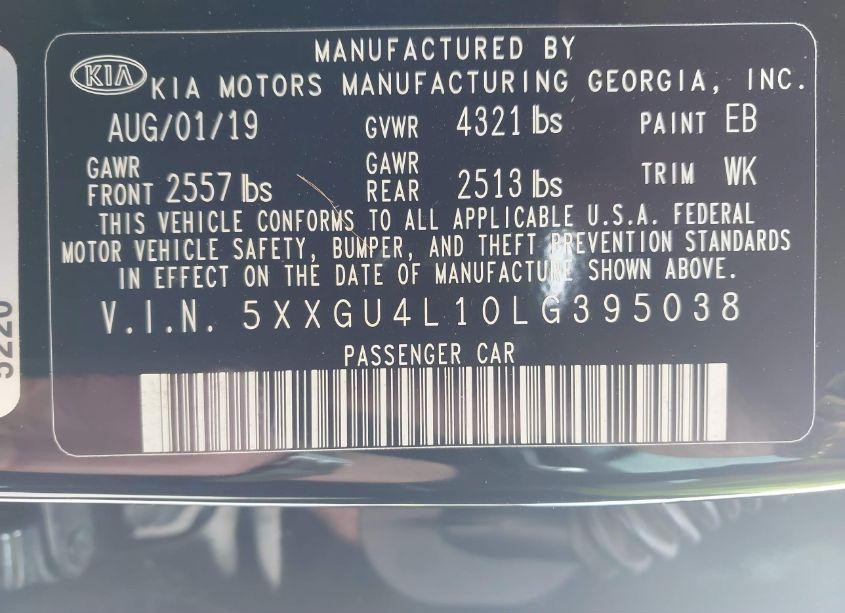 MANUFACTURED BY
KIA KIA MOTORS MANUFACTURING GEORGIA, INC.
AUG/01/19 GVWR 4321 lbs PAINT EB
GAWR FRONT 2557 lbs GAWR REAR 2513 lbs TRIM WK
THIS VEHICLE CONFORMS TO ALL APPLICABLE U.S.A. FEDERAL
MOTOR VEHICLE SAFETY, BUMPER, AND THEFT PREVENTION STANDARDS
IN EFFECT ON THE DATE OF MANUFACTURE SHOWN ABOVE.
V.I.N. 5XXGU4L10LG395038
PASSENGER CAR